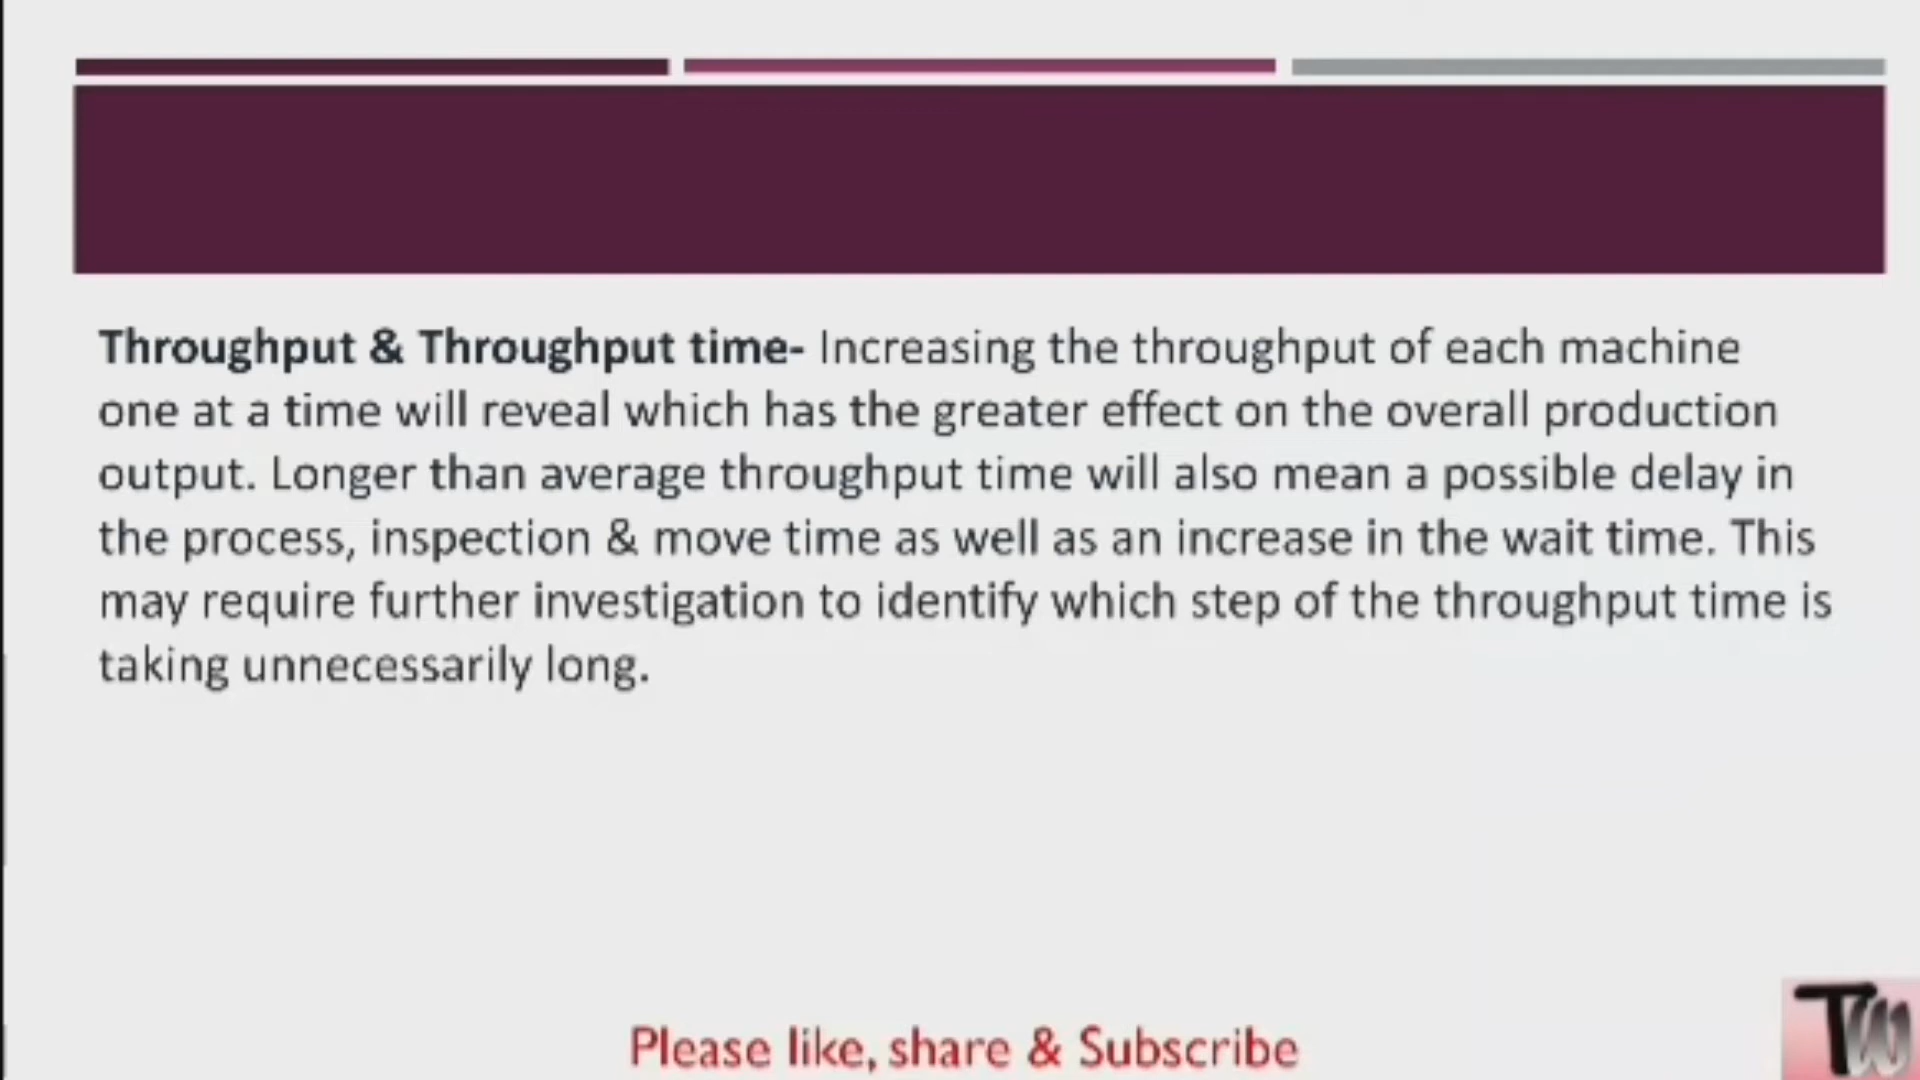 Throughput & Throughput time- Increasing the throughput of each machine
one at a time will reveal which has the greater effect on the overall production
output. Longer than average throughput time will also mean a possible delay in
the process, inspection & move time as well as an increase in the wait time. This
may require further investigation to identify which step of the throughput time is
taking unnecessarily long.
Please like, share & Subscribe
TW